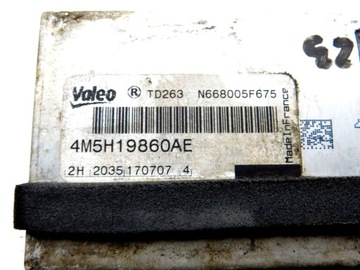 Valeo ® TD263 N668005F675
4M5H19860AE
2H 2035 170707 4
Made in France